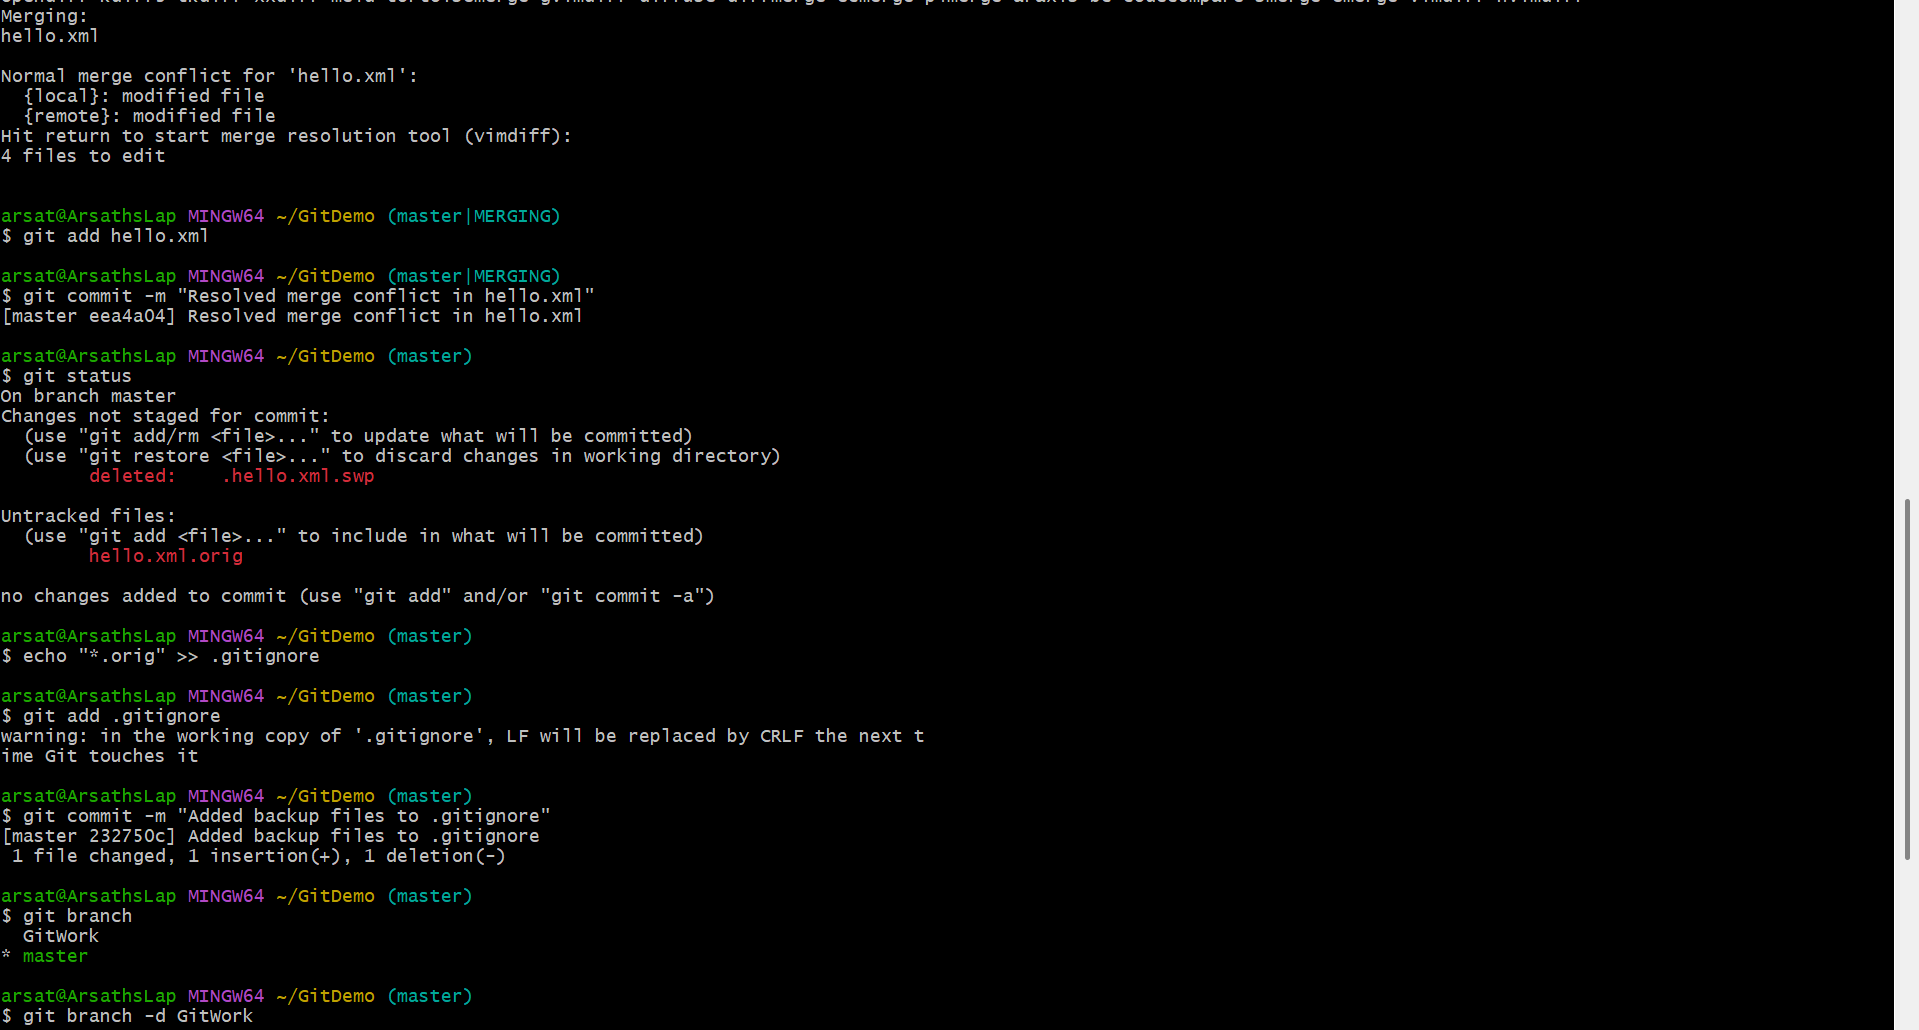 Merging:
hello.xml
Normal merge conflict for 'hello.xml':
  {local}: modified file
  {remote}: modified file
Hit return to start merge resolution tool (vimdiff):
4 files to edit
arsat@ArsathsLap MINGW64 ~/GitDemo (master|MERGING)
$ git add hello.xml
arsat@ArsathsLap MINGW64 ~/GitDemo (master|MERGING)
$ git commit -m "Resolved merge conflict in hello.xml"
[master eea4a04] Resolved merge conflict in hello.xml
arsat@ArsathsLap MINGW64 ~/GitDemo (master)
$ git status
On branch master
Changes not staged for commit:
  (use "git add/rm <file>..." to update what will be committed)
  (use "git restore <file>..." to discard changes in working directory)
        deleted:    .hello.xml.swp
Untracked files:
  (use "git add <file>..." to include in what will be committed)
        hello.xml.orig
no changes added to commit (use "git add" and/or "git commit -a")
arsat@ArsathsLap MINGW64 ~/GitDemo (master)
$ echo "*.orig" >> .gitignore
arsat@ArsathsLap MINGW64 ~/GitDemo (master)
$ git add .gitignore
warning: in the working copy of '.gitignore', LF will be replaced by CRLF the next t
ime Git touches it
arsat@ArsathsLap MINGW64 ~/GitDemo (master)
$ git commit -m "Added backup files to .gitignore"
[master 232750c] Added backup files to .gitignore
 1 file changed, 1 insertion(+), 1 deletion(-)
arsat@ArsathsLap MINGW64 ~/GitDemo (master)
$ git branch
  GitWork
* master
arsat@ArsathsLap MINGW64 ~/GitDemo (master)
$ git branch -d GitWork